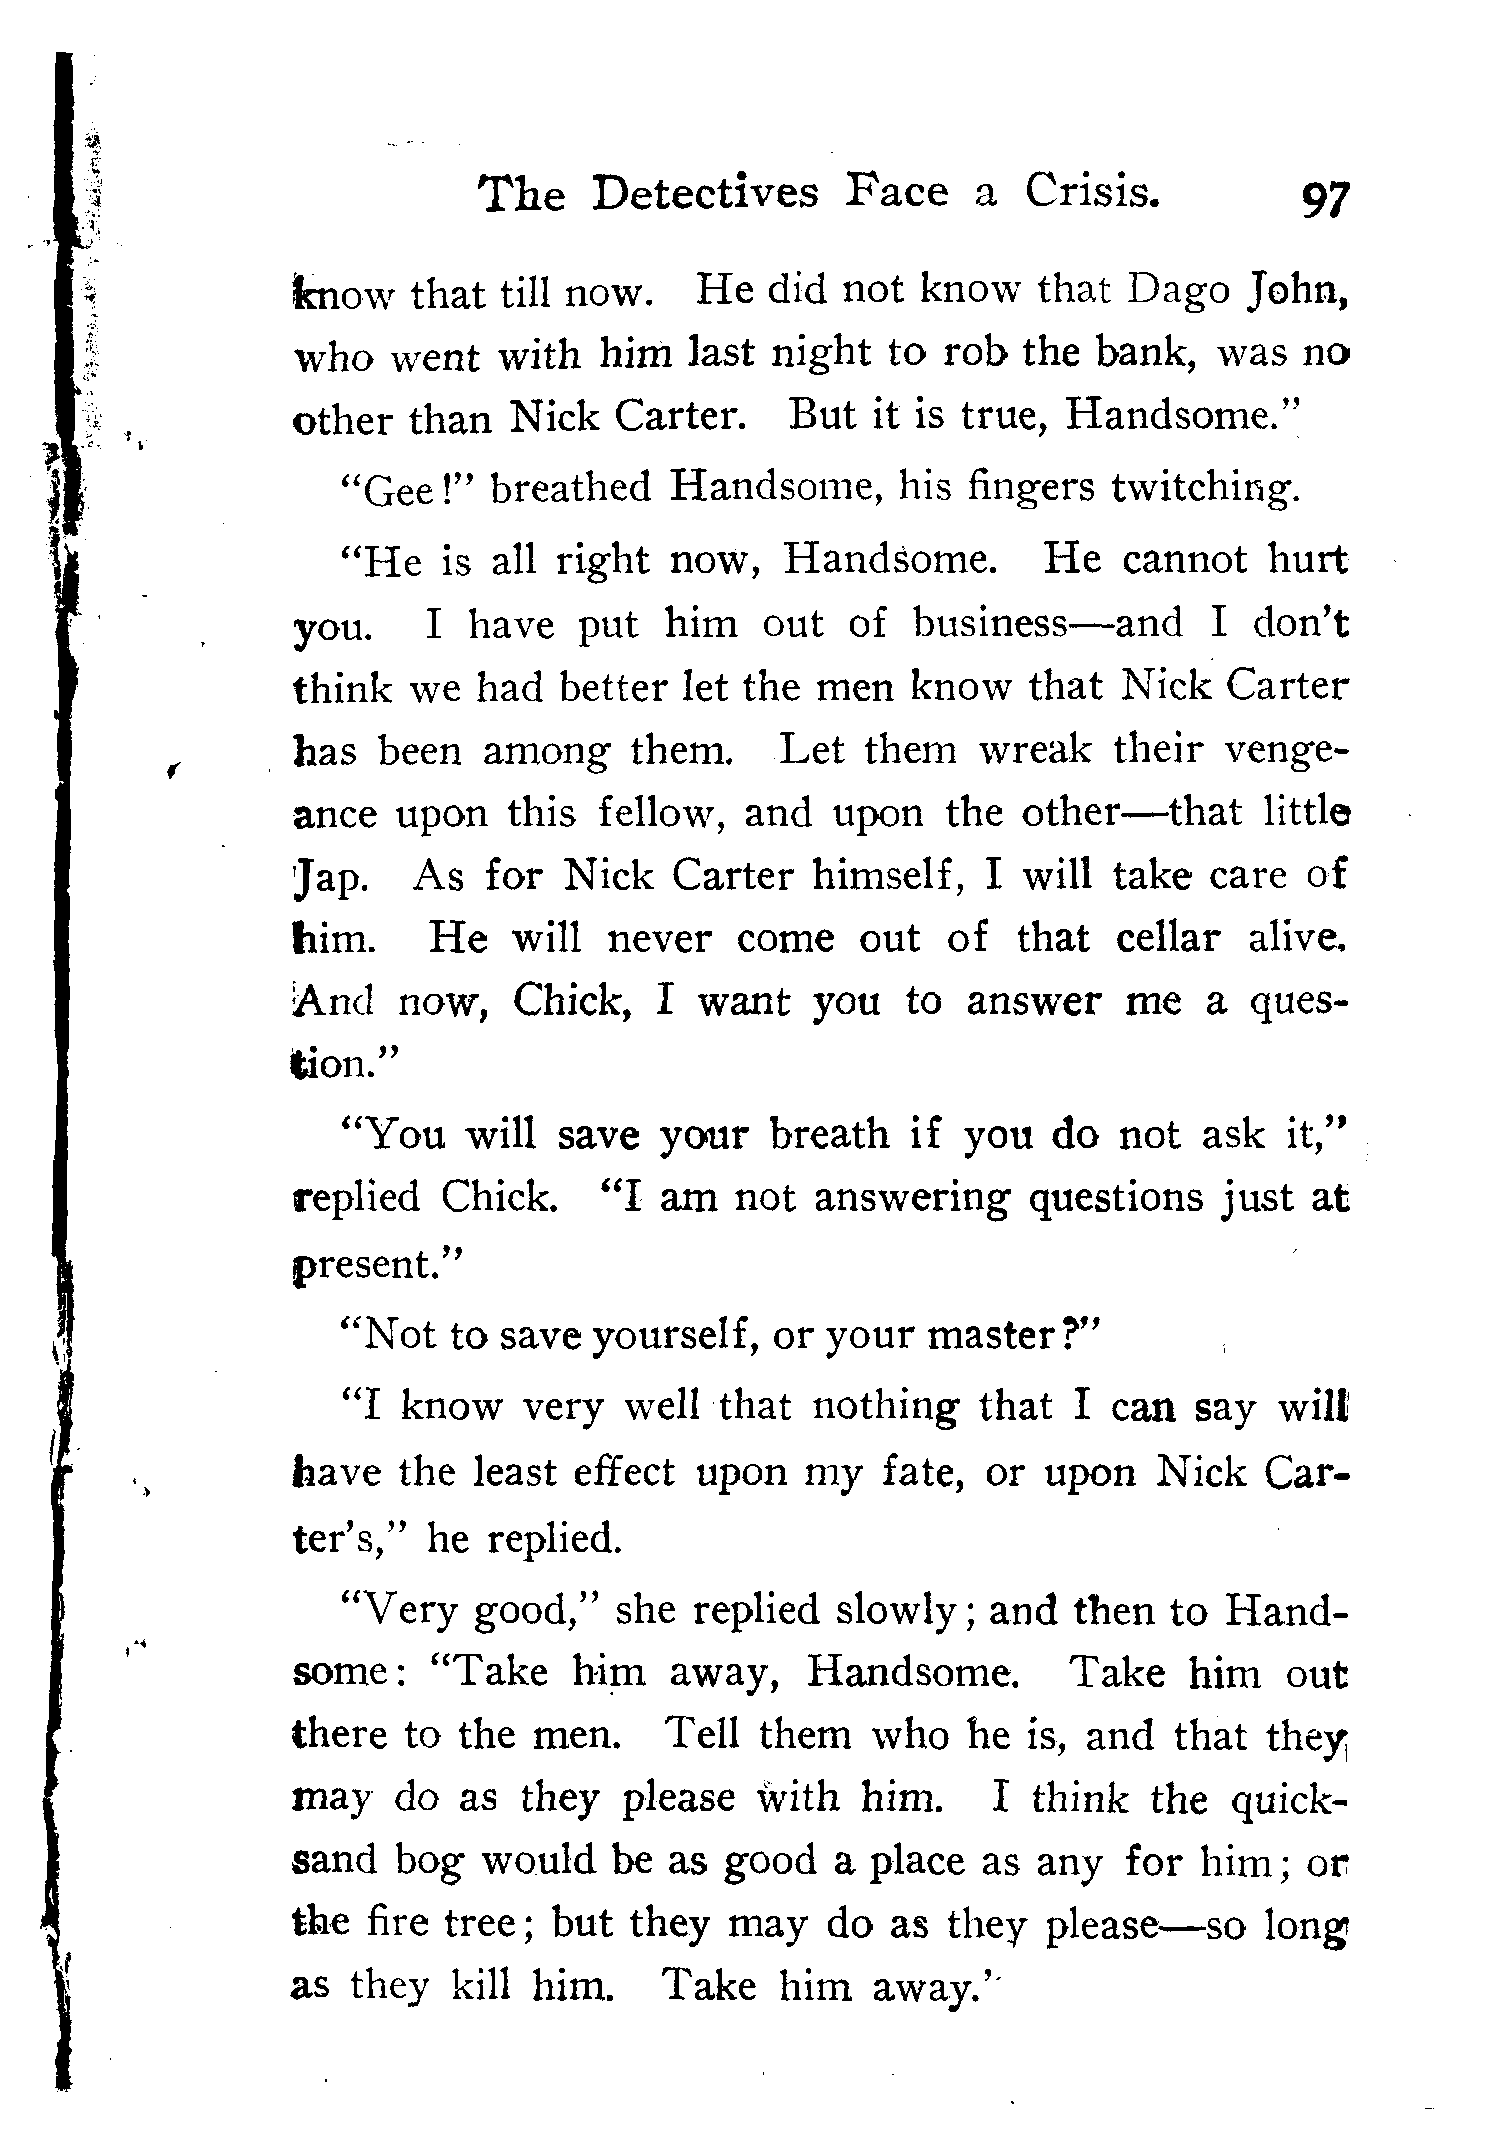 The Detectives Face a Crisis. 97
know that till now. He did not know that Dago John,
who went with him last night to rob the bank, was no
other than Nick Carter. But it is true, Handsome."
"Gee!" breathed Handsome, his fingers twitching.
"He is all right now, Handsome. He cannot hurt
you. I have put him out of business—and I don't
think we had better let the men know that Nick Carter
has been among them. Let them wreak their venge-
ance upon this fellow, and upon the other—that little
Jap. As for Nick Carter himself, I will take care of
him. He will never come out of that cellar alive.
And now, Chick, I want you to answer me a ques-
tion."
"You will save your breath if you do not ask it,"
replied Chick. "I am not answering questions just at
present."
"Not to save yourself, or your master?"
"I know very well that nothing that I can say will
have the least effect upon my fate, or upon Nick Car-
ter's," he replied.
"Very good," she replied slowly; and then to Hand-
some: "Take him away, Handsome. Take him out
there to the men. Tell them who he is, and that they
may do as they please with him. I think the quick-
sand bog would be as good a place as any for him; or
the fire tree; but they may do as they please—so long
as they kill him. Take him away."